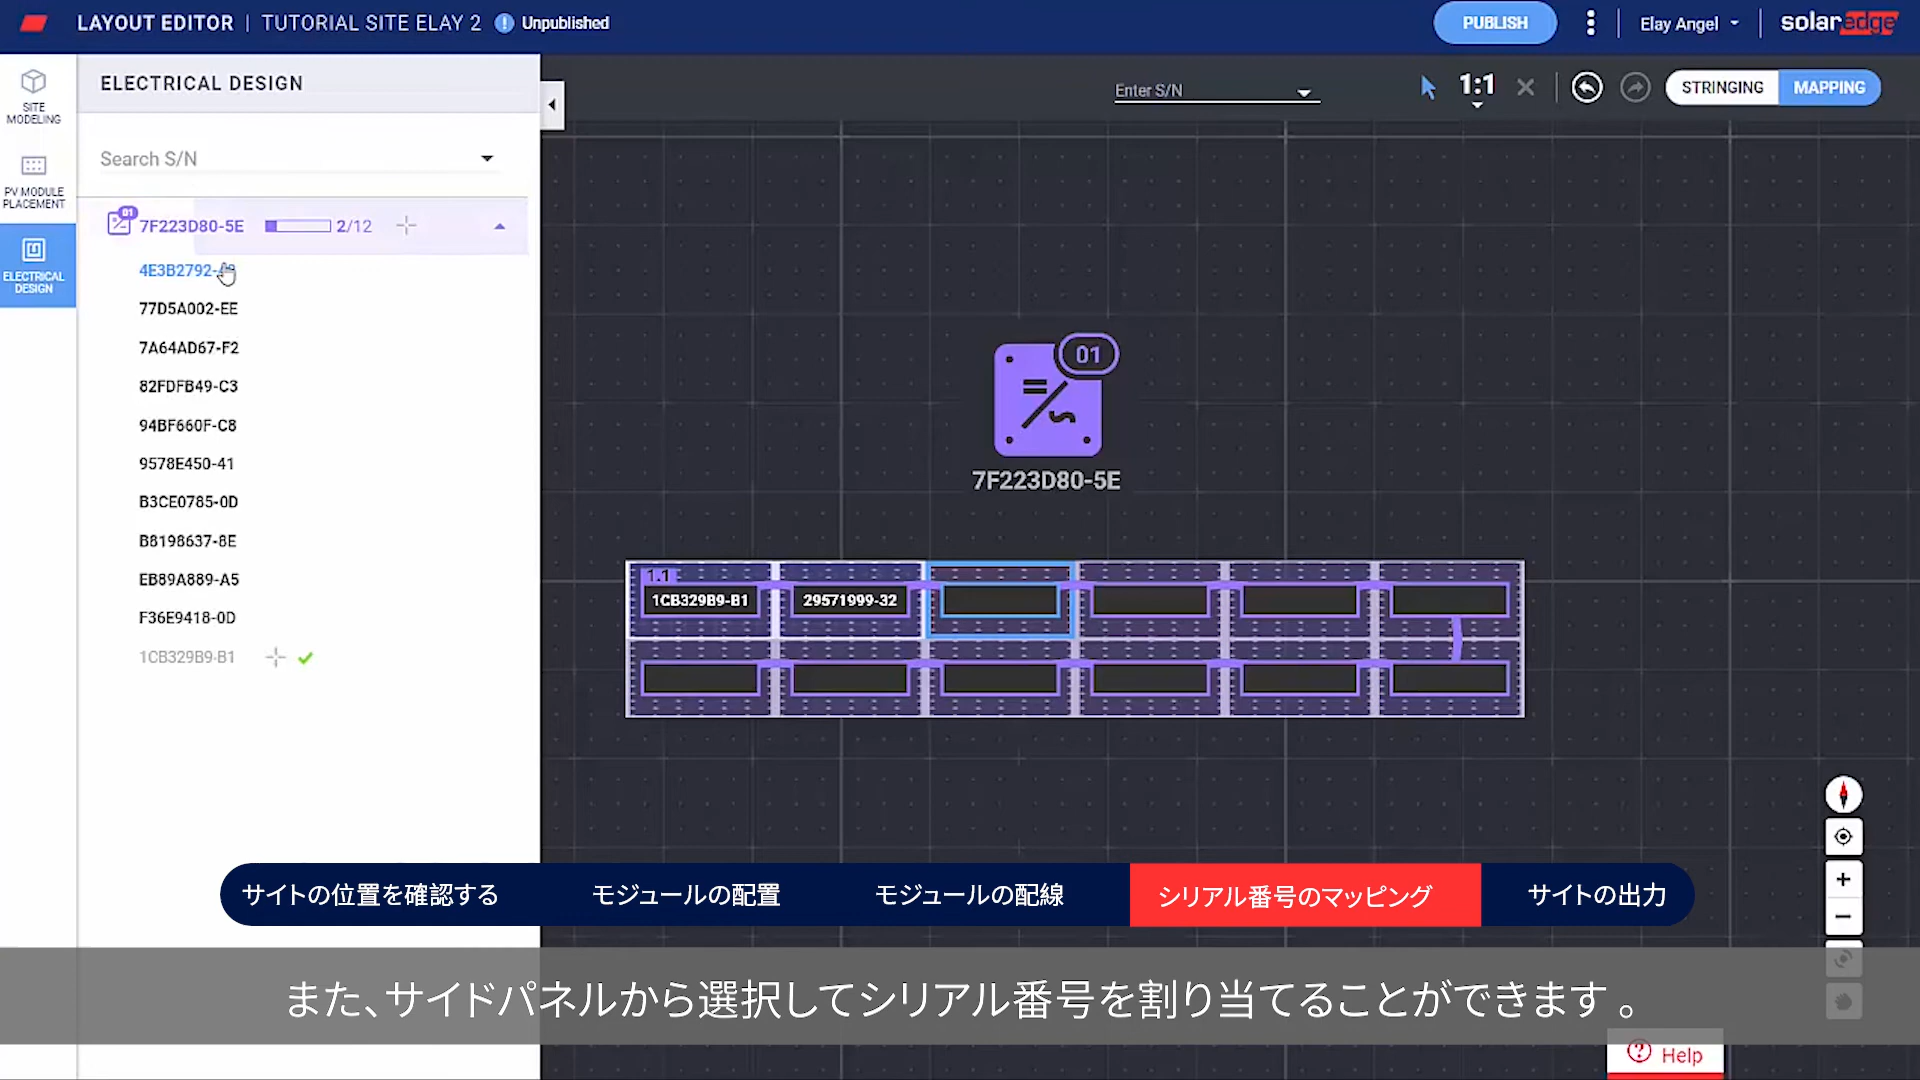 LAYOUT EDITOR | TUTORIAL SITE ELAY 2 Unpublished
PUBLISH
Elay Angel
solaredge
SITE MODELING
PV MODULE PLACEMENT
ELECTRICAL DESIGN
ELECTRICAL DESIGN
Enter S/N
1:1
STRINGING
MAPPING
Search S/N
01
7F223D80-5E
2/12
4E3B2792-
77D5A002-EE
7A64AD67-F2
82FDFB49-C3
94BF660F-C8
9578E450-41
B3CE0785-0D
B8198637-8E
EB89A889-A5
F36E9418-0D
1CB329B9-B1
01
7F223D80-5E
1.1
1CB329B9-B1
29571999-32
サイトの位置を確認する
モジュールの配置
モジュールの配線
シリアル番号のマッピング
サイトの出力
また、サイドパネルから選択してシリアル番号を割り当てることができます。
Help